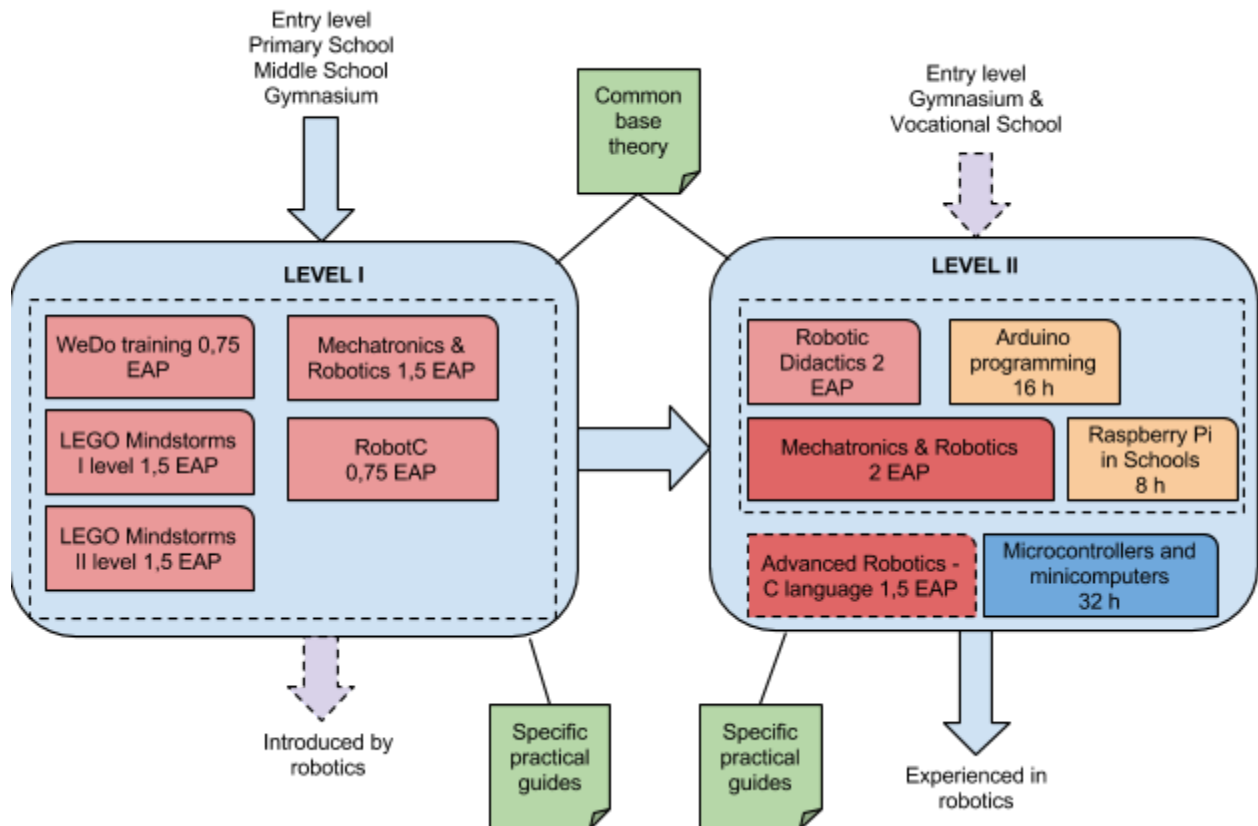 Entry level
Primary School
Middle School
Gymnasium
Common
base
theory
Entry level
Gymnasium &
Vocational School
LEVEL I
WeDo training 0,75
EAP
Mechatronics &
Robotics 1,5 EAP
LEGO Mindstorms
I level 1,5 EAP
RobotC
0,75 EAP
LEGO Mindstorms
II level 1,5 EAP
LEVEL II
Robotic
Didactics 2
EAP
Arduino
programming
16 h
Mechatronics & Robotics
2 EAP
Raspberry Pi
in Schools
8 h
Advanced Robotics -
C language 1,5 EAP
Microcontrollers and
minicomputers
32 h
Introduced by
robotics
Specific
practical
guides
Specific
practical
guides
Experienced in
robotics